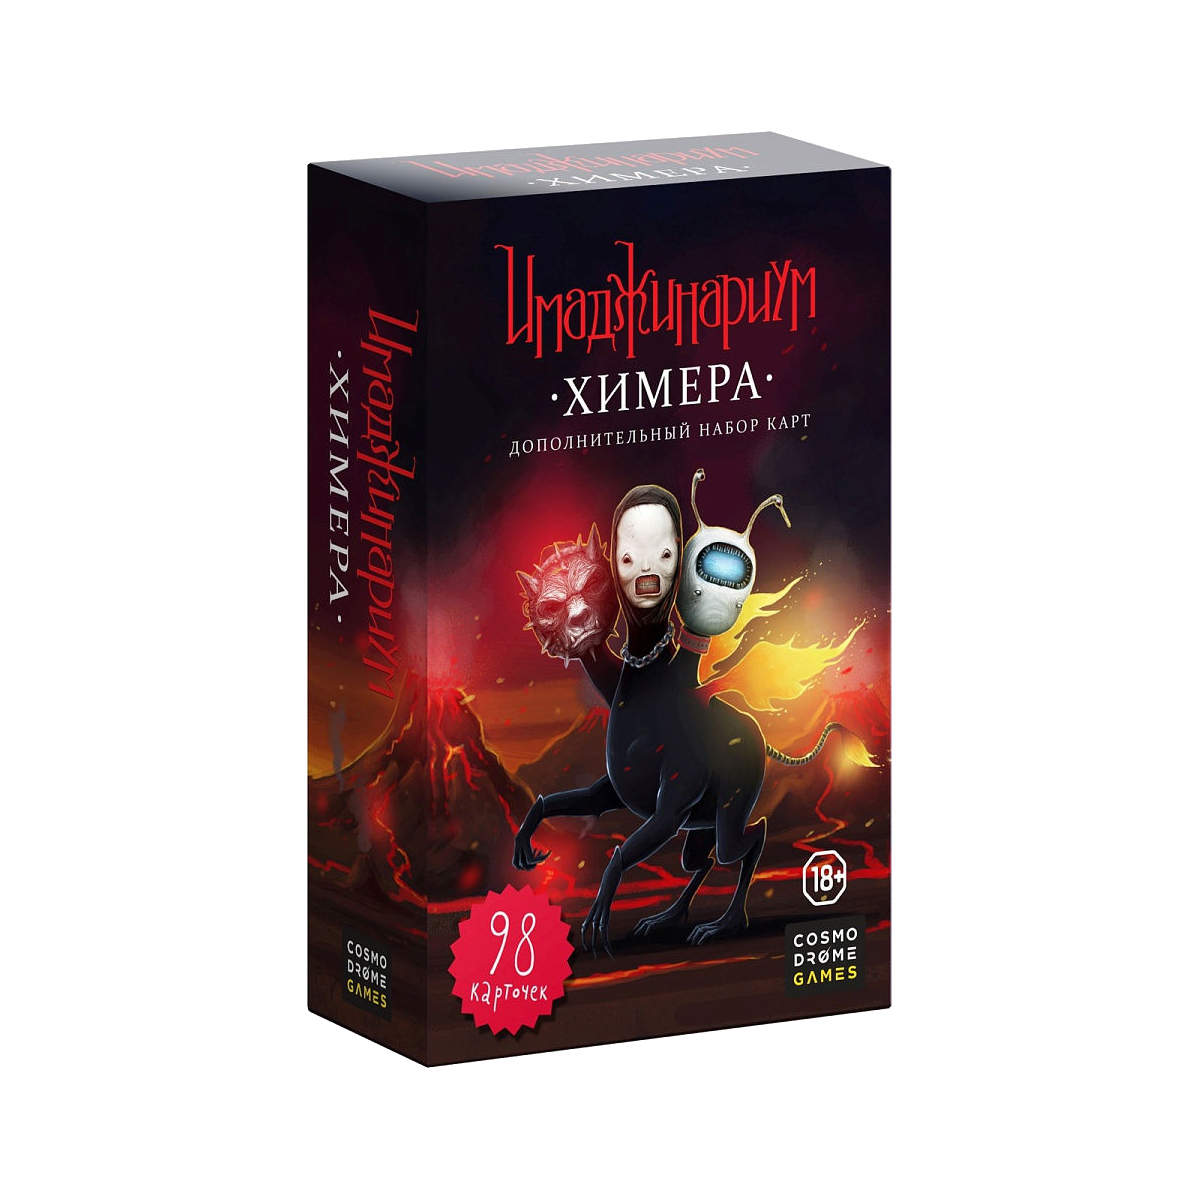 Имаджинариум
·ХИМЕРА·
Имаджинариум
·ХИМЕРА·
ДОПОЛНИТЕЛЬНЫЙ НАБОР КАРТ
Имаджинариум
·ХИМЕРА·
98
карточек
18+
COSMO
DRØME
GAMES
COSMO
DRØME
GAMES